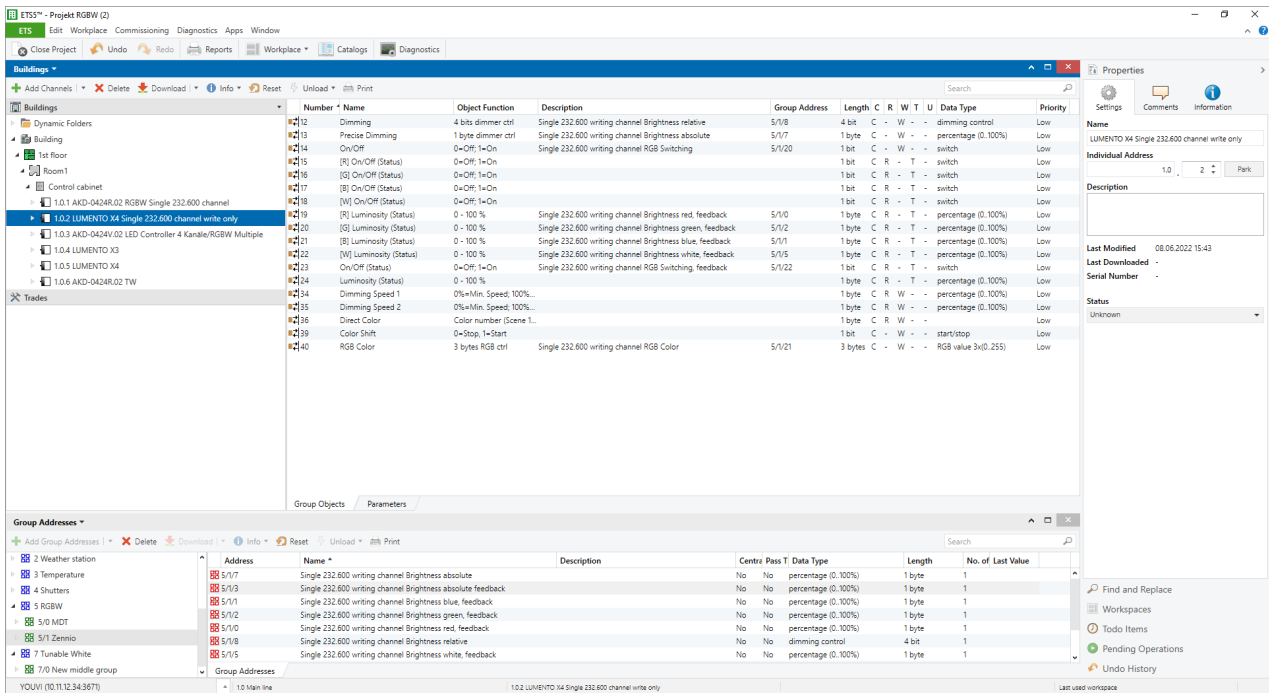 ETS5™ - Projekt RGBW (2)
ETS Edit Workplace Commissioning Diagnostics Apps Window
Close Project Undo Redo Reports Workplace Catalogs Diagnostics
Buildings
Add Channels Delete Download Info Reset Unload Print Search
Buildings
Dynamic Folders
Building
1st floor
Room1
Control cabinet
1.0.1 AKD-0424R.02 RGBW Single 232.600 channel
1.0.2 LUMENTO X4 Single 232.600 channel write only
1.0.3 AKD-0424V.02 LED Controller 4 Kanäle/RGBW Multiple
1.0.4 LUMENTO X3
1.0.5 LUMENTO X4
1.0.6 AKD-0424R.02 TW
Trades
Number Name Object Function Description Group Address Length C R W T U Data Type Priority
12 Dimming 4 bits dimmer ctrl Single 232.600 writing channel Brightness relative 5/1/8 4 bit C - W - - dimming control Low
13 Precise Dimming 1 byte dimmer ctrl Single 232.600 writing channel Brightness absolute 5/1/7 1 byte C - W - - percentage (0..100%) Low
14 On/Off 0=Off; 1=On Single 232.600 writing channel RGB Switching 5/1/20 1 bit C - W - - switch Low
15 [R] On/Off (Status) 0=Off; 1=On 1 bit C R - T - switch Low
16 [G] On/Off (Status) 0=Off; 1=On 1 bit C R - T - switch Low
17 [B] On/Off (Status) 0=Off; 1=On 1 bit C R - T - switch Low
18 [W] On/Off (Status) 0=Off; 1=On 1 bit C R - T - switch Low
19 [R] Luminosity (Status) 0 - 100 % Single 232.600 writing channel Brightness red, feedback 5/1/0 1 byte C R - T - percentage (0..100%) Low
20 [G] Luminosity (Status) 0 - 100 % Single 232.600 writing channel Brightness green, feedback 5/1/2 1 byte C R - T - percentage (0..100%) Low
21 [B] Luminosity (Status) 0 - 100 % Single 232.600 writing channel Brightness blue, feedback 5/1/1 1 byte C R - T - percentage (0..100%) Low
22 [W] Luminosity (Status) 0 - 100 % Single 232.600 writing channel Brightness white, feedback 5/1/5 1 byte C R - T - percentage (0..100%) Low
23 On/Off (Status) 0=Off; 1=On Single 232.600 writing channel RGB Switching, feedback 5/1/22 1 bit C R - T - switch Low
24 Luminosity (Status) 0 - 100 % 1 byte C R - T - percentage (0..100%) Low
34 Dimming Speed 1 0%=Min. Speed; 100%... 1 byte C R W - - percentage (0..100%) Low
35 Dimming Speed 2 0%=Min. Speed; 100%... 1 byte C R W - - percentage (0..100%) Low
36 Direct Color Color number (Scene 1... 1 byte C R W - - Low
39 Color Shift 0=Stop, 1=Start 1 bit C - W - - start/stop Low
40 RGB Color 3 bytes RGB ctrl Single 232.600 writing channel RGB Color 5/1/21 3 bytes C - W - - RGB value 3x(0..255) Low
Group Objects Parameters
Properties
Settings Comments Information
Name
LUMENTO X4 Single 232.600 channel write only
Individual Address
1.0 . 2 Park
Description
Last Modified 08.06.2022 15:43
Last Downloaded -
Serial Number -
Status
Unknown
Group Addresses
Add Group Addresses Delete Download Info Reset Unload Print Search
2 Weather station
3 Temperature
4 Shutters
5 RGBW
5/0 MDT
5/1 Zennio
7 Tunable White
7/0 New middle group
Address Name Description Centra Pass T Data Type Length No. of Last Value
5/1/7 Single 232.600 writing channel Brightness absolute No No percentage (0..100%) 1 byte 1
5/1/3 Single 232.600 writing channel Brightness absolute feedback No No percentage (0..100%) 1 byte 1
5/1/1 Single 232.600 writing channel Brightness blue, feedback No No percentage (0..100%) 1 byte 1
5/1/2 Single 232.600 writing channel Brightness green, feedback No No percentage (0..100%) 1 byte 1
5/1/0 Single 232.600 writing channel Brightness red, feedback No No percentage (0..100%) 1 byte 1
5/1/8 Single 232.600 writing channel Brightness relative No No dimming control 4 bit 1
5/1/5 Single 232.600 writing channel Brightness white, feedback No No percentage (0..100%) 1 byte 1
Group Addresses
Find and Replace
Workspaces
Todo Items
Pending Operations
Undo History
YOUVI (10.11.12.34:3671) 1.0 Main line 1.0.2 LUMENTO X4 Single 232.600 channel write only Last used workspace